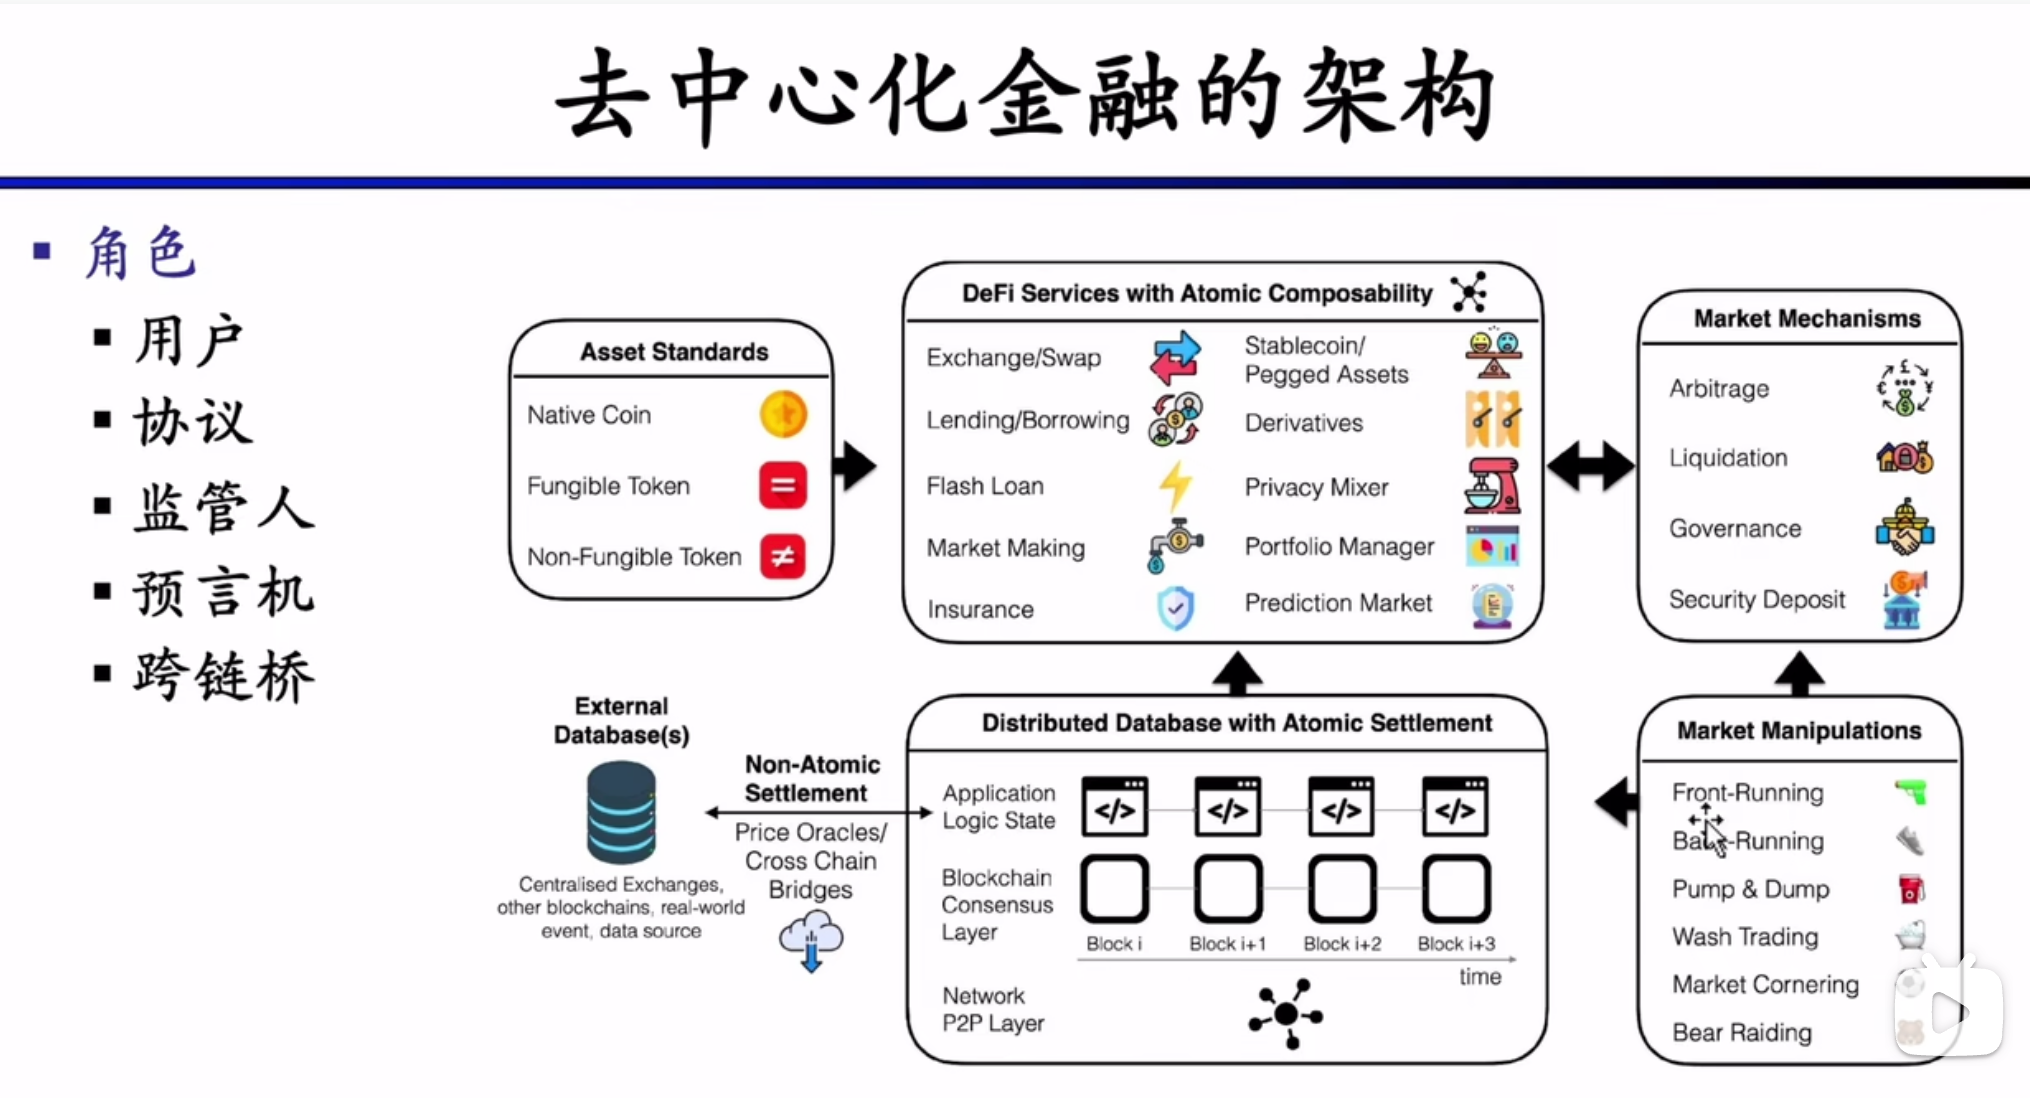 去中心化金融的架构
角色
用户
协议
监管人
预言机
跨链桥
Asset Standards
Native Coin
Fungible Token
Non-Fungible Token
DeFi Services with Atomic Composability
Exchange/Swap
Lending/Borrowing
Flash Loan
Market Making
Insurance
Stablecoin/
Pegged Assets
Derivatives
Privacy Mixer
Portfolio Manager
Prediction Market
Market Mechanisms
Arbitrage
Liquidation
Governance
Security Deposit
External
Database(s)
Centralised Exchanges,
other blockchains, real-world
event, data source
Non-Atomic
Settlement
Price Oracles/
Cross Chain
Bridges
Distributed Database with Atomic Settlement
Application
Logic State
</> </> </> </>
Blockchain
Consensus
Layer
Block i Block i+1 Block i+2 Block i+3
time
Network
P2P Layer
Market Manipulations
Front-Running
Back-Running
Pump & Dump
Wash Trading
Market Cornering
Bear Raiding